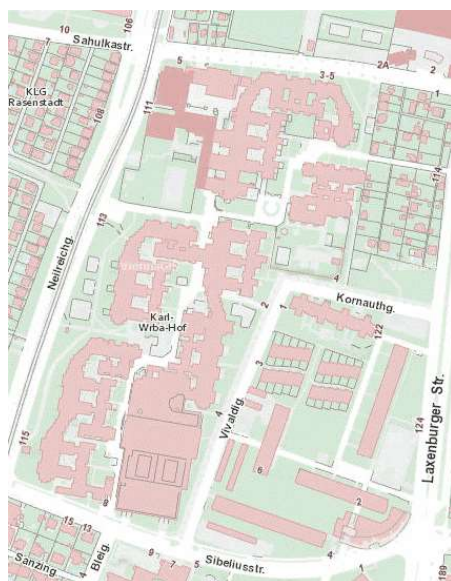 10
Sahulkastr.
106
7
KLG
Rasenstadt
108
5
111
3-5
2A
2
1
114
113
Neilreichg.
4
Kornauthg.
2
1
122
Karl-
Wrba-Hof
3
4
Vivaldig.
124
Laxenburger Str.
115
6
8
2
15
13
Sanzing
4
Bleig.
9
7
5
Sibeliusstr.
4
1
189